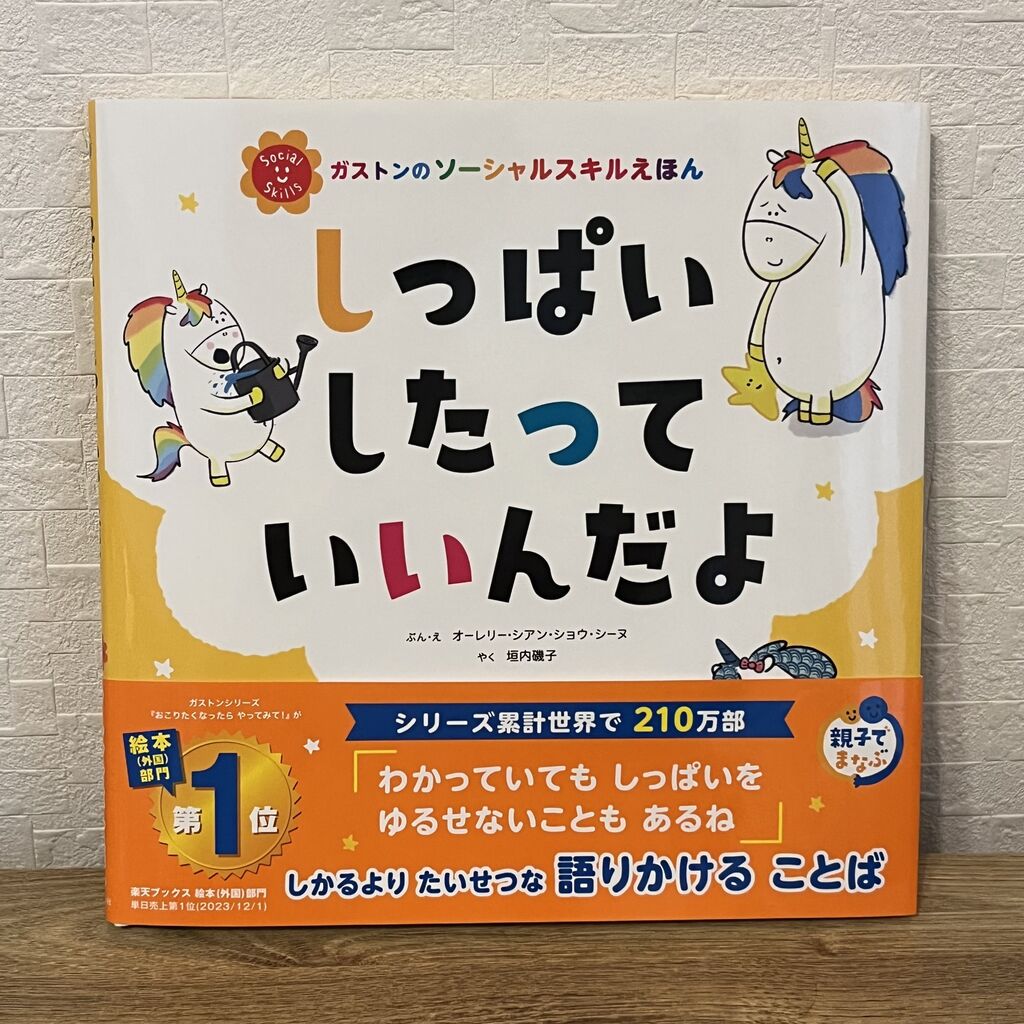 Social Skills
ガストンの ソーシャルスキルえほん
しっぱい
したって
いいんだよ
ぶん・え オーレリー・シアン・ショウ・シーヌ
やく 垣内磯子
ガストンシリーズ
『おこりたくなったら やってみて!』が
絵本
(外国)
部門
第1位
楽天ブックス 絵本(外国)部門
単日売上第1位(2023/12/1)
シリーズ累計世界で 210万部
「わかっていても しっぱいを
ゆるせないことも あるね」
しかるより たいせつな 語りかける ことば
親子で
まなぶ